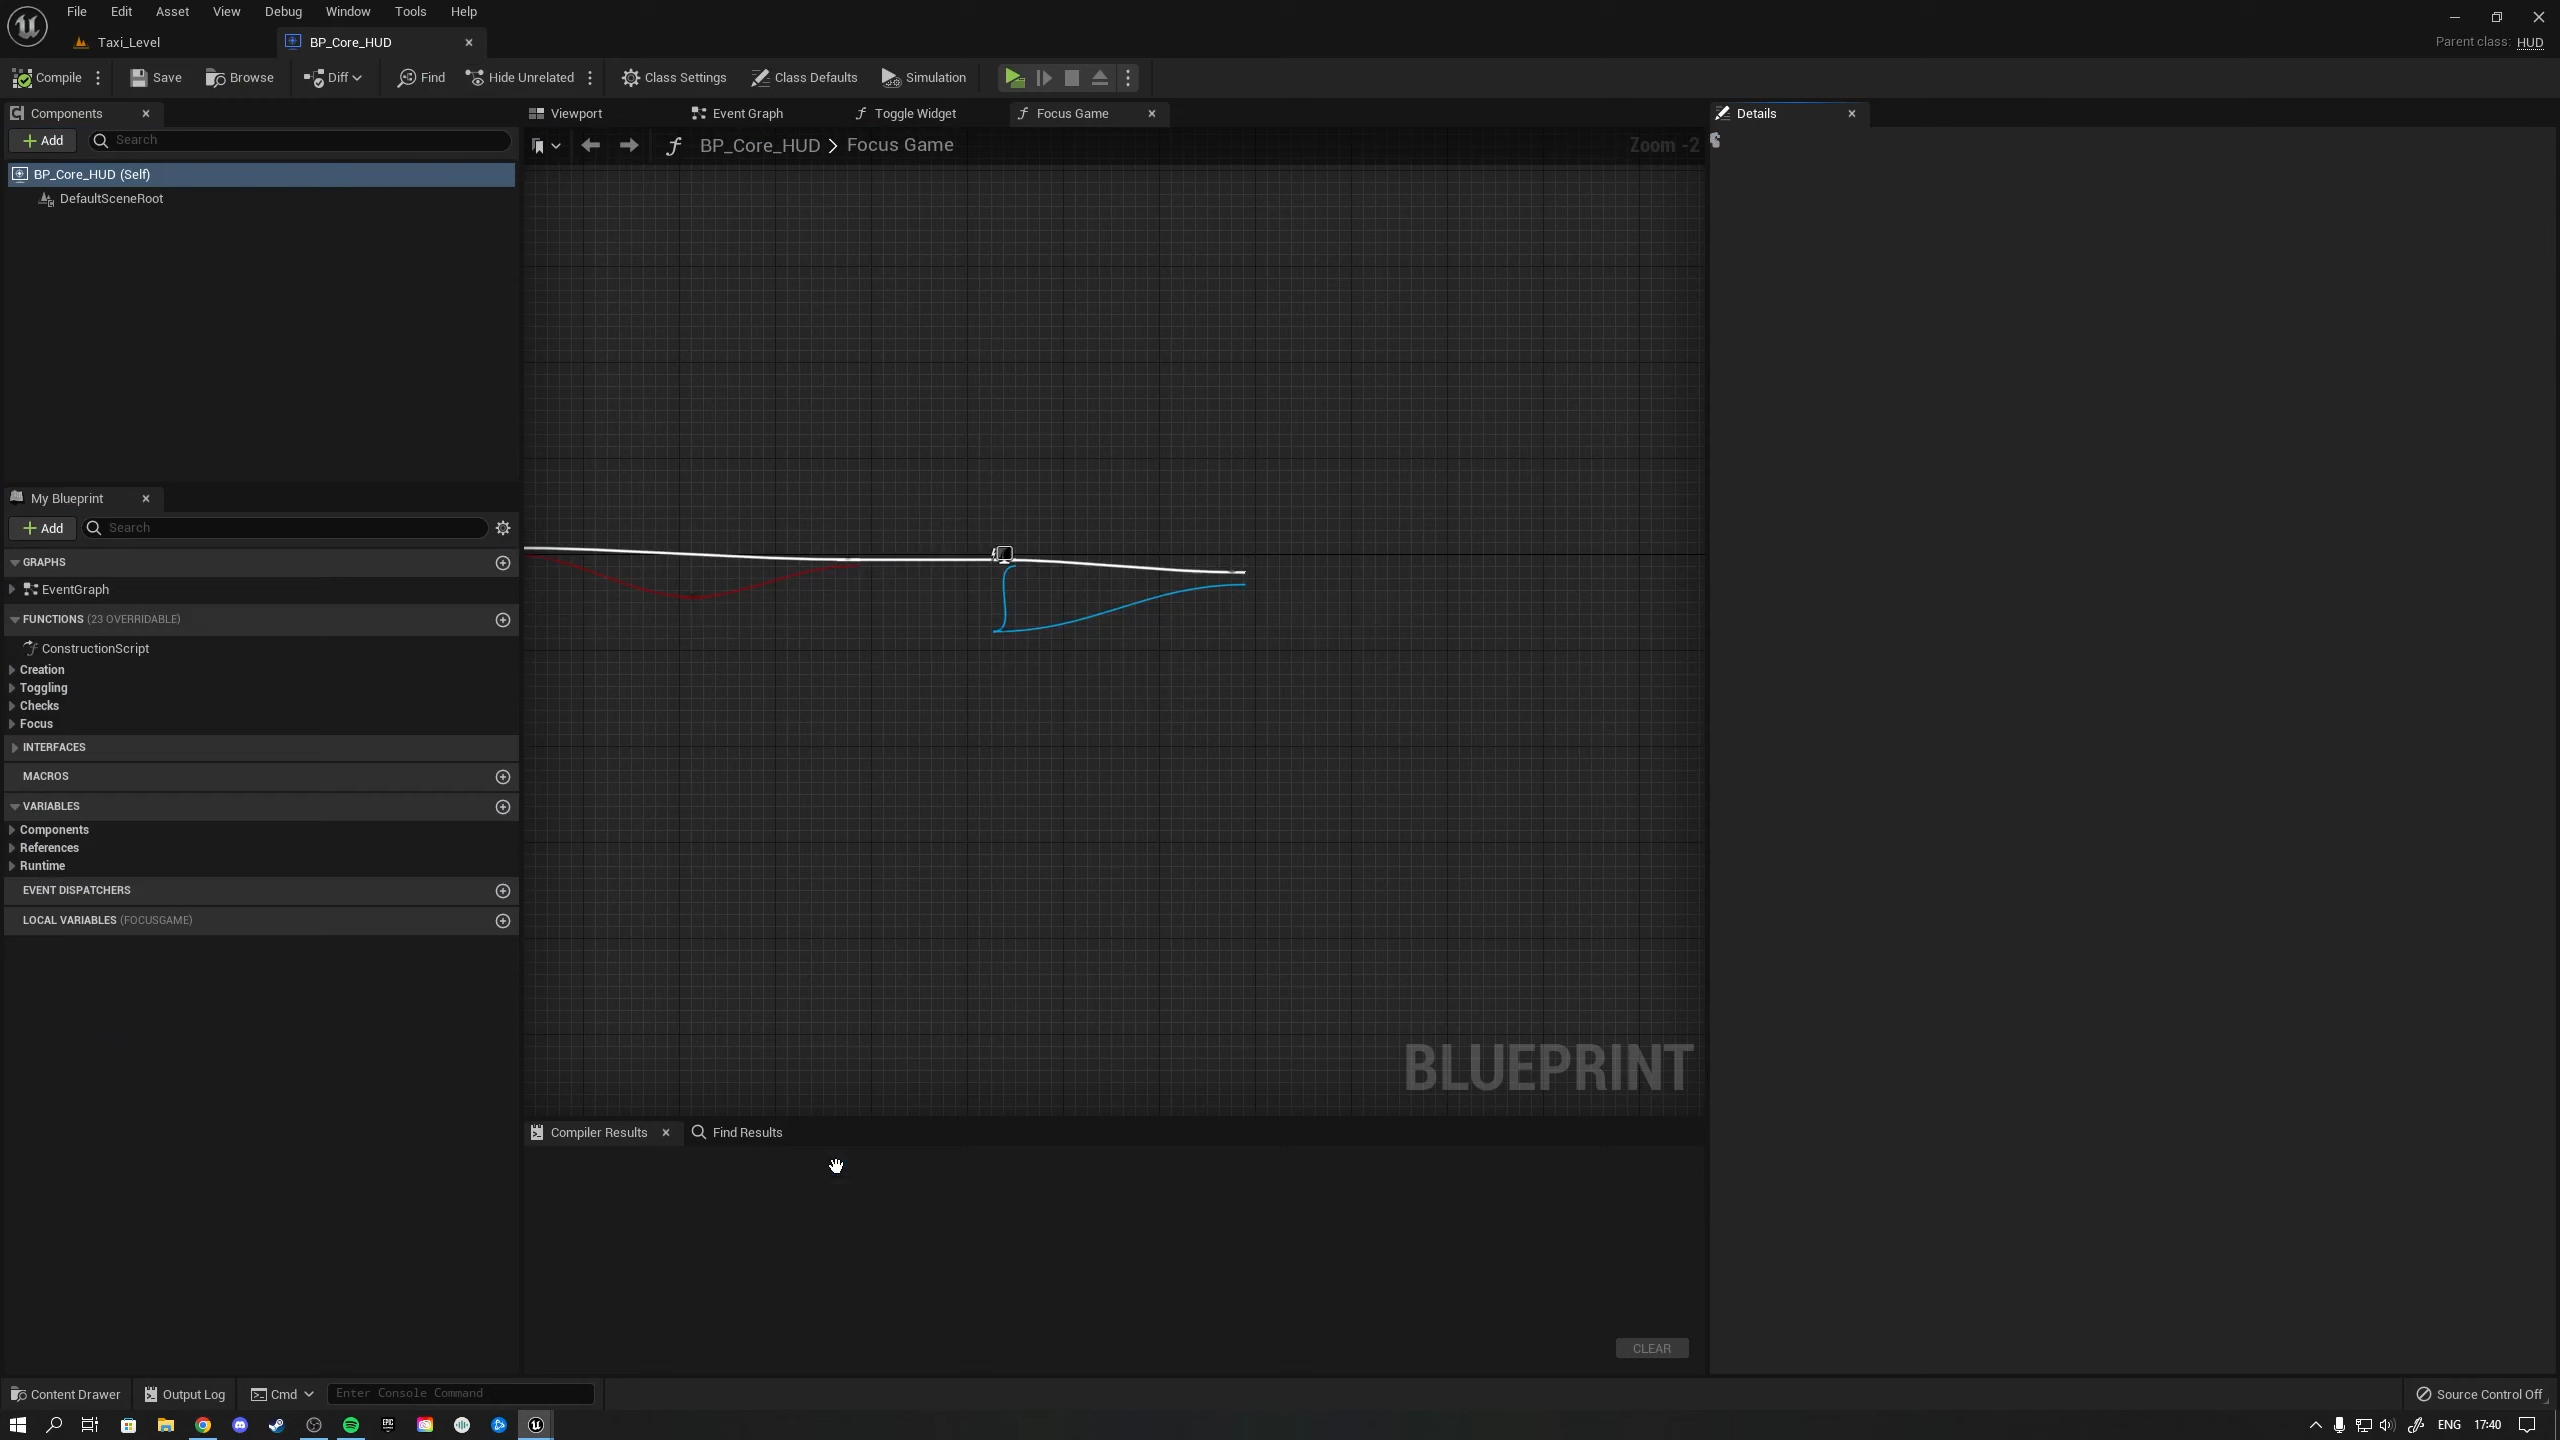 File Edit Asset View Debug Window Tools Help
Taxi_Level
BP_Core_HUD
Parent class: HUD
Compile
Save
Browse
Diff
Find
Hide Unrelated
Class Settings
Class Defaults
Simulation
Components
Add
Search
BP_Core_HUD (Self)
DefaultSceneRoot
Viewport
Event Graph
Toggle Widget
Focus Game
BP_Core_HUD > Focus Game
Zoom -2
Details
My Blueprint
Add
Search
GRAPHS
EventGraph
FUNCTIONS (23 OVERRIDABLE)
ConstructionScript
Creation
Toggling
Checks
Focus
INTERFACES
MACROS
VARIABLES
Components
References
Runtime
EVENT DISPATCHERS
LOCAL VARIABLES (FOCUSGAME)
BLUEPRINT
Compiler Results
Find Results
CLEAR
Content Drawer
Output Log
Cmd
Enter Console Command
Source Control Off
EPIC
ENG
17:40